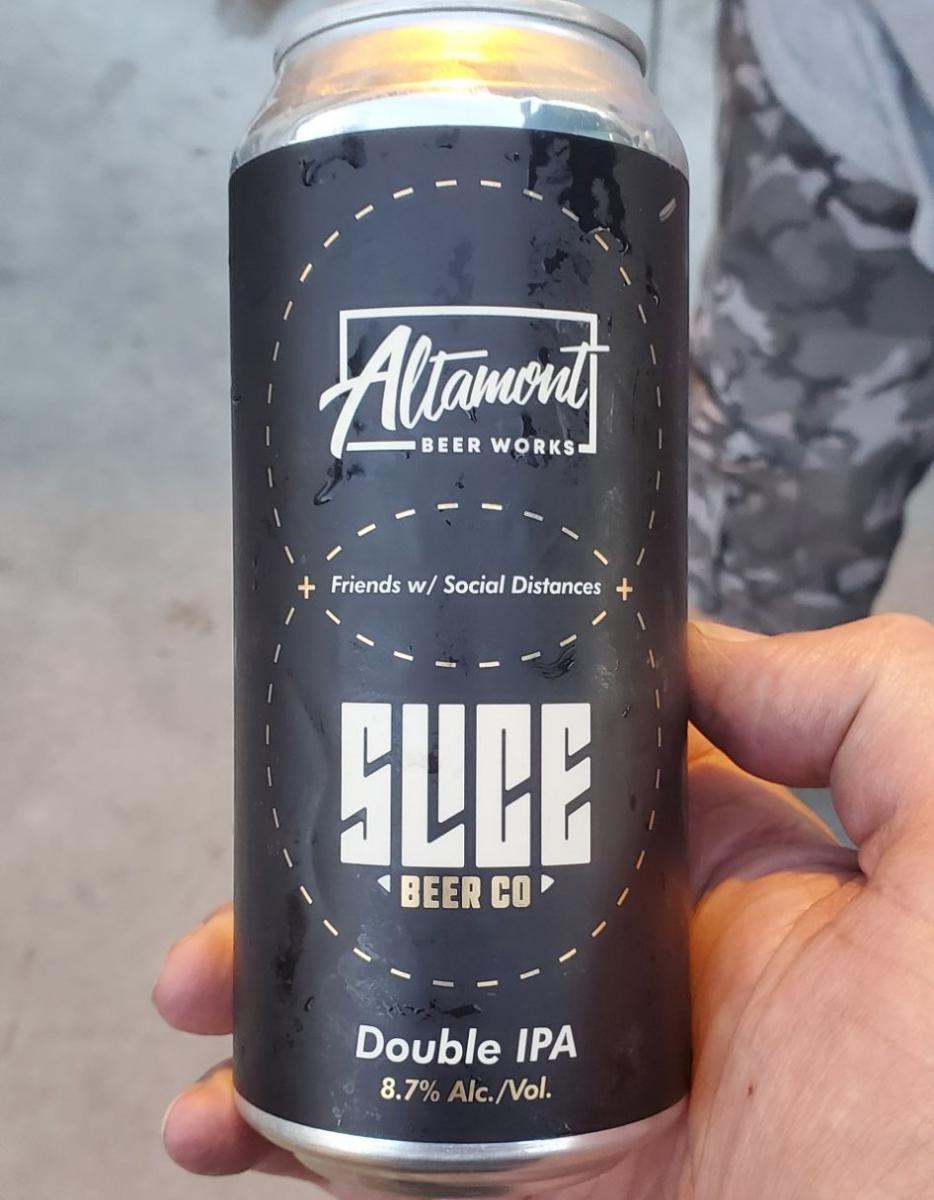 Altamont
BEER WORKS
Friends w/ Social Distances
SLICE
BEER CO
Double IPA
8.7% Alc./Vol.